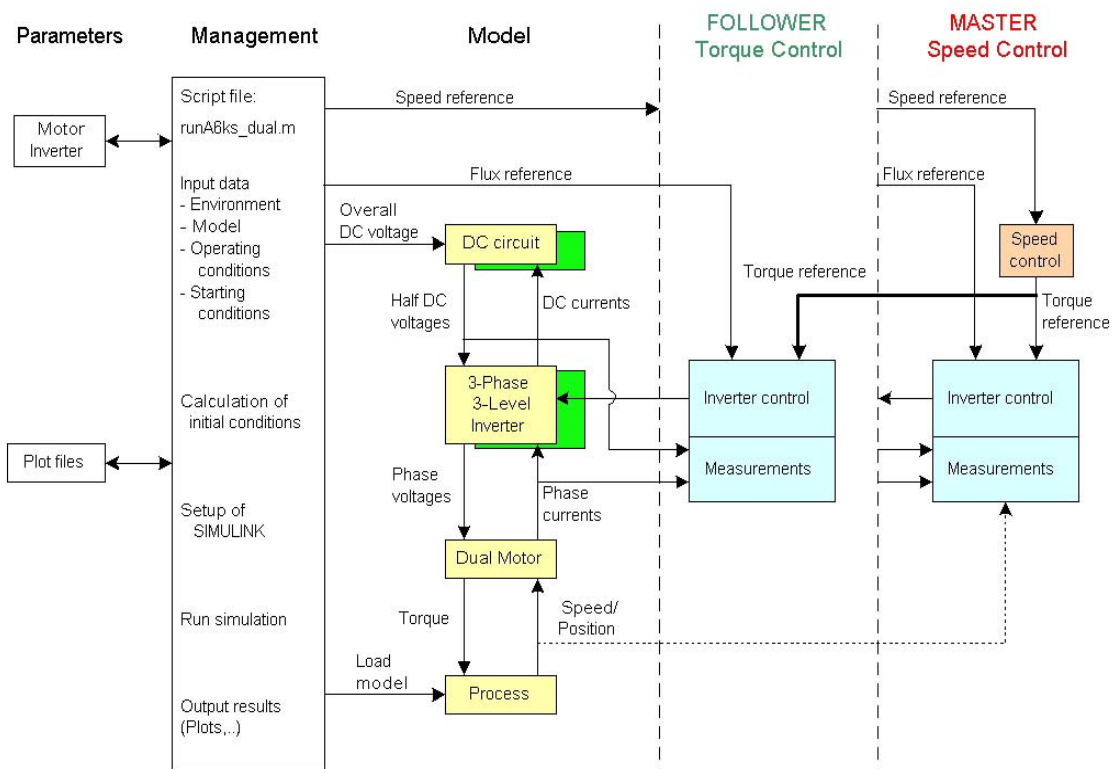 Parameters
Management
Model
FOLLOWER
Torque Control
MASTER
Speed Control
Motor
Inverter
Plot files
Script file:
runA6ks_dual.m
Input data
- Environment
- Model
- Operating
conditions
- Starting
conditions
Calculation of
initial conditions
Setup of
SIMULINK
Run simulation
Output results
(Plots,..)
Speed reference
Flux reference
Overall
DC voltage
DC circuit
Half DC
voltages
DC currents
3-Phase
3-Level
Inverter
Phase
voltages
Phase
currents
Dual Motor
Torque
Speed/
Position
Load
model
Process
Torque reference
Inverter control
Measurements
Speed reference
Flux reference
Speed
control
Torque
reference
Inverter control
Measurements